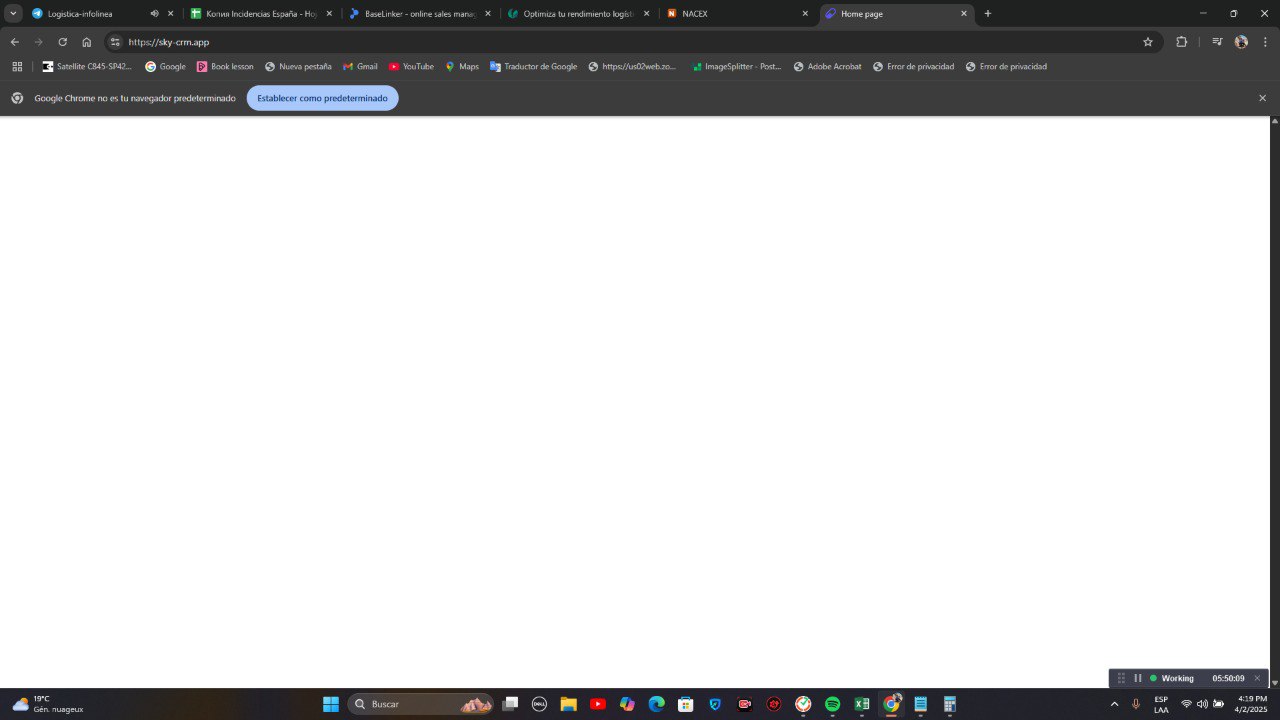 Logistica-infolinea
Копия Incidencias España - Hoj
BaseLinker - online sales manag
Optimiza tu rendimiento logísti
NACEX
Home page
https://sky-crm.app
Satellite C845-SP42...
Google
Book lesson
Nueva pestaña
Gmail
YouTube
Maps
Traductor de Google
https://us02web.zo...
ImageSplitter - Post...
Adobe Acrobat
Error de privacidad
Error de privacidad
Google Chrome no es tu navegador predeterminado
Establecer como predeterminado
Working
05:50:09
19°C
Gén. nuageux
Buscar
DELL
ESP
LAA
4:19 PM
4/2/2025